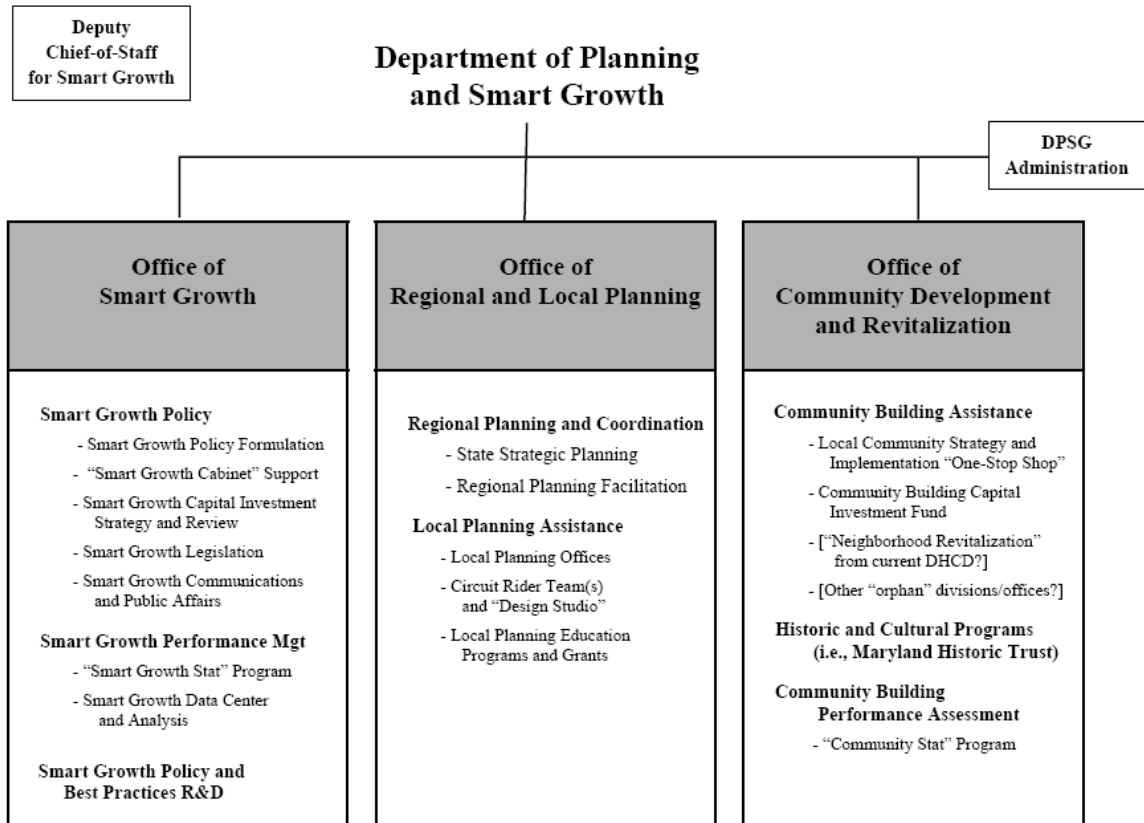 Deputy
Chief-of-Staff
for Smart Growth
Department of Planning
and Smart Growth
DPSG
Administration
Office of
Smart Growth
Smart Growth Policy
- Smart Growth Policy Formulation
- “Smart Growth Cabinet” Support
- Smart Growth Capital Investment
Strategy and Review
- Smart Growth Legislation
- Smart Growth Communications
and Public Affairs
Smart Growth Performance Mgt
- “Smart Growth Stat” Program
- Smart Growth Data Center
and Analysis
Smart Growth Policy and
Best Practices R&D
Office of
Regional and Local Planning
Regional Planning and Coordination
- State Strategic Planning
- Regional Planning Facilitation
Local Planning Assistance
- Local Planning Offices
- Circuit Rider Team(s)
and “Design Studio”
- Local Planning Education
Programs and Grants
Office of
Community Development
and Revitalization
Community Building Assistance
- Local Community Strategy and
Implementation “One-Stop Shop”
- Community Building Capital
Investment Fund
- [“Neighborhood Revitalization”
from current DHCD?]
- [Other “orphan” divisions/offices?]
Historic and Cultural Programs
(i.e., Maryland Historic Trust)
Community Building
Performance Assessment
- “Community Stat” Program